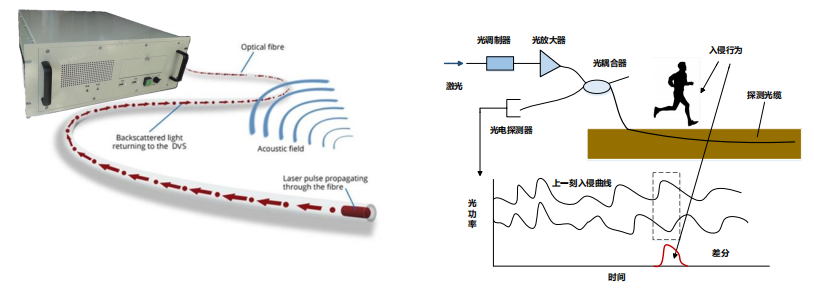 Optical fibre
Backscattered light
returning to the DVS
Acoustic field
Laser pulse propagating
through the fibre
光调制器
光放大器
光耦合器
入侵行为
激光
探测光缆
光电探测器
上一刻入侵曲线
光功率
差分
时间